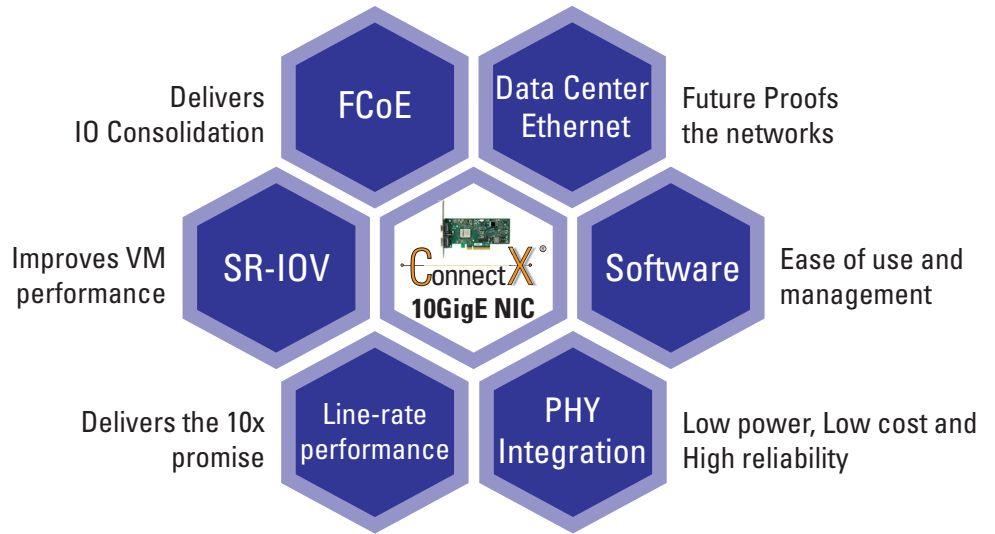 Delivers
IO Consolidation
FCoE
Data Center
Ethernet
Future Proofs
the networks
Improves VM
performance
SR-IOV
ConnectX®
10GigE NIC
Software
Ease of use and
management
Delivers the 10x
promise
Line-rate
performance
PHY
Integration
Low power, Low cost and
High reliability